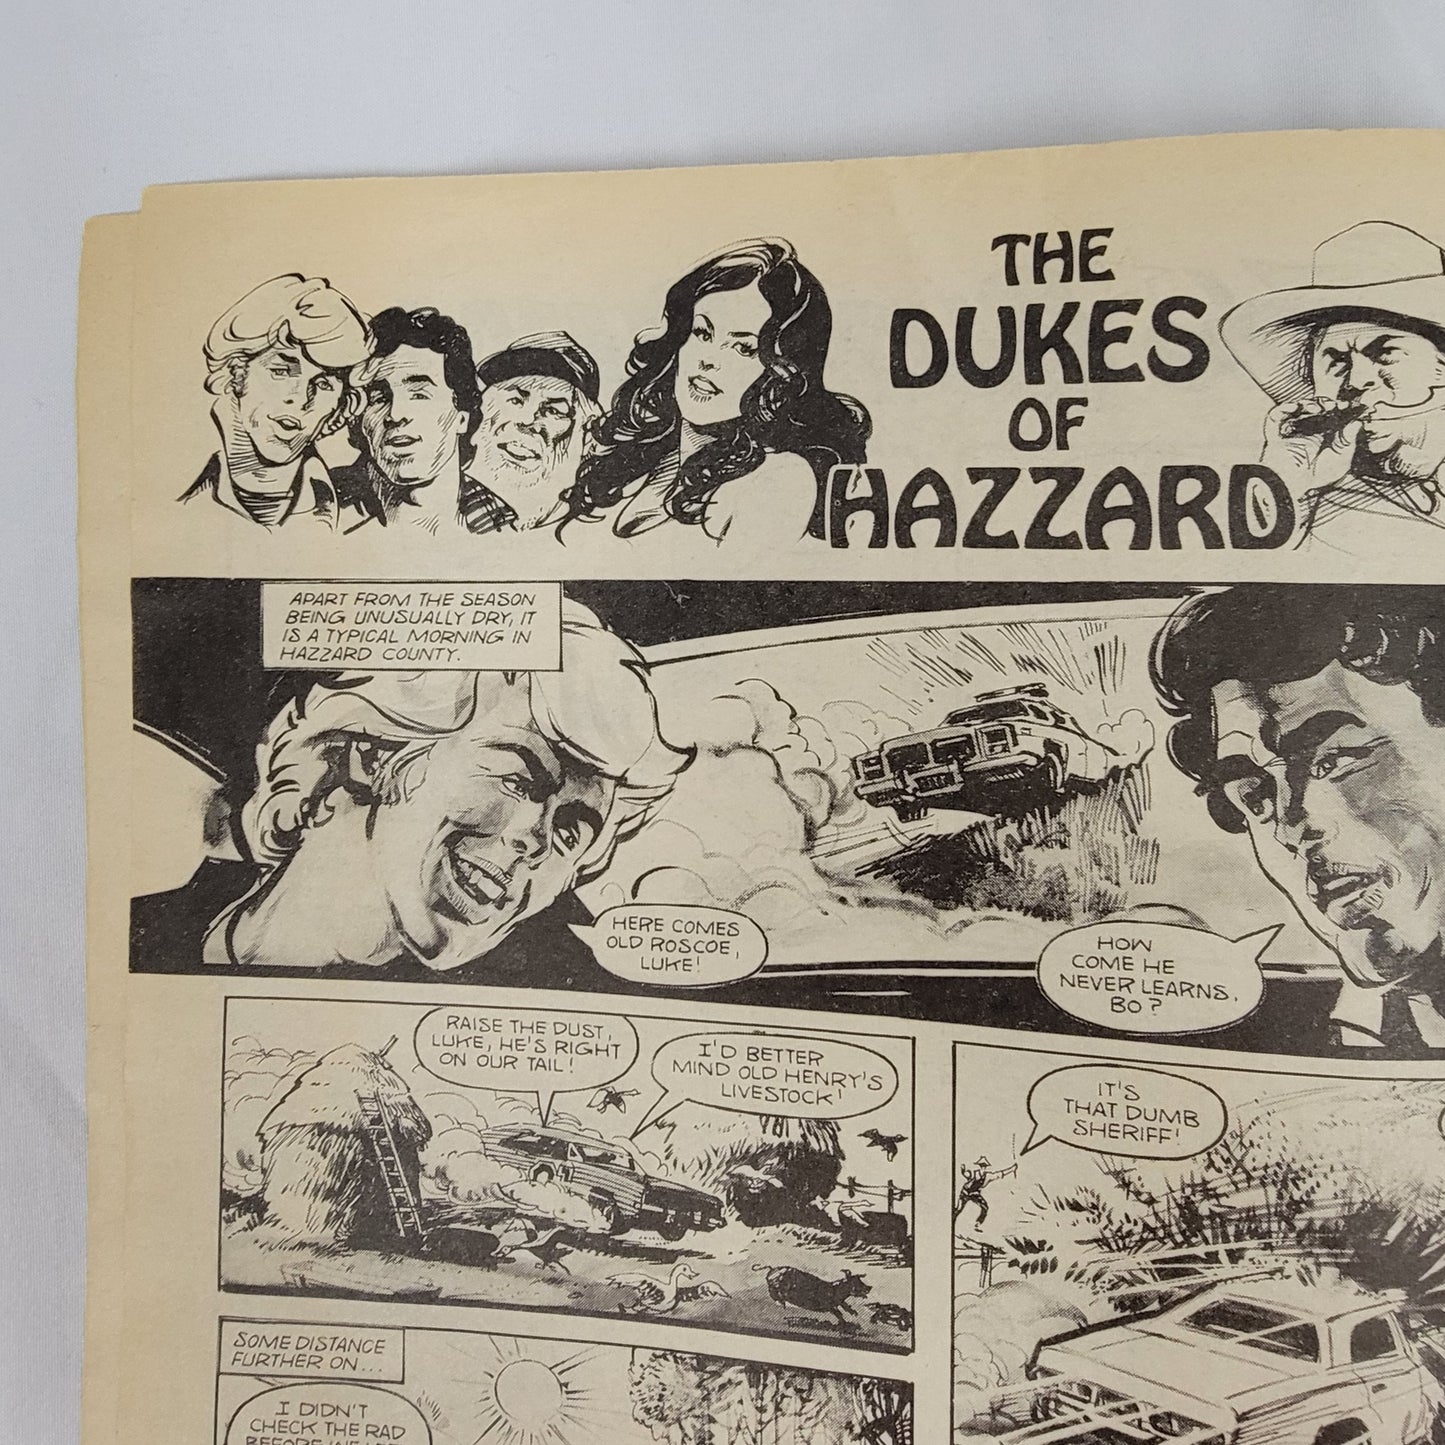 THE
DUKES
OF
HAZZARD
APART FROM THE SEASON
BEING UNUSUALLY DRY, IT
IS A TYPICAL MORNING IN
HAZZARD COUNTY.
HERE COMES
OLD ROSCOE,
LUKE!
HOW
COME HE
NEVER LEARNS,
BO?
RAISE THE DUST,
LUKE, HE'S RIGHT
ON OUR TAIL!
I'D BETTER
MIND OLD HENRY'S
LIVESTOCK!
IT'S
THAT DUMB
SHERIFF!
SOME DISTANCE
FURTHER ON...
I DIDN'T
CHECK THE RAD
BEFORE WE